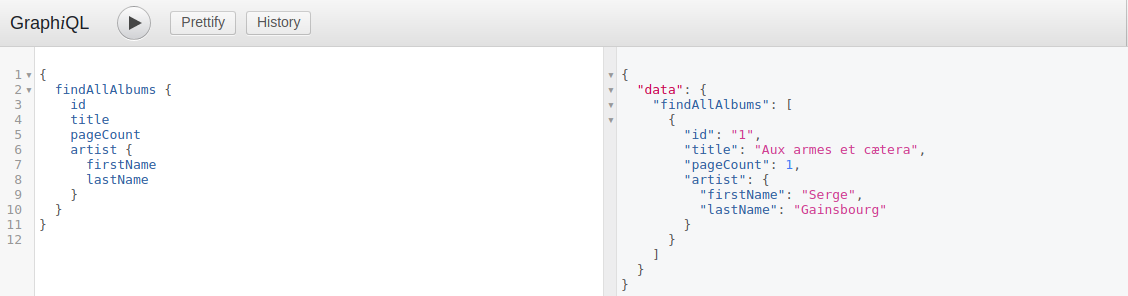 GraphiQL Prettify History
1 {
2 findAllAlbums {
3 id
4 title
5 pageCount
6 artist {
7 firstName
8 lastName
9 }
10 }
11 }
12
{
"data": {
"findAllAlbums": [
{
"id": "1",
"title": "Aux armes et cætera",
"pageCount": 1,
"artist": {
"firstName": "Serge",
"lastName": "Gainsbourg"
}
}
]
}
}